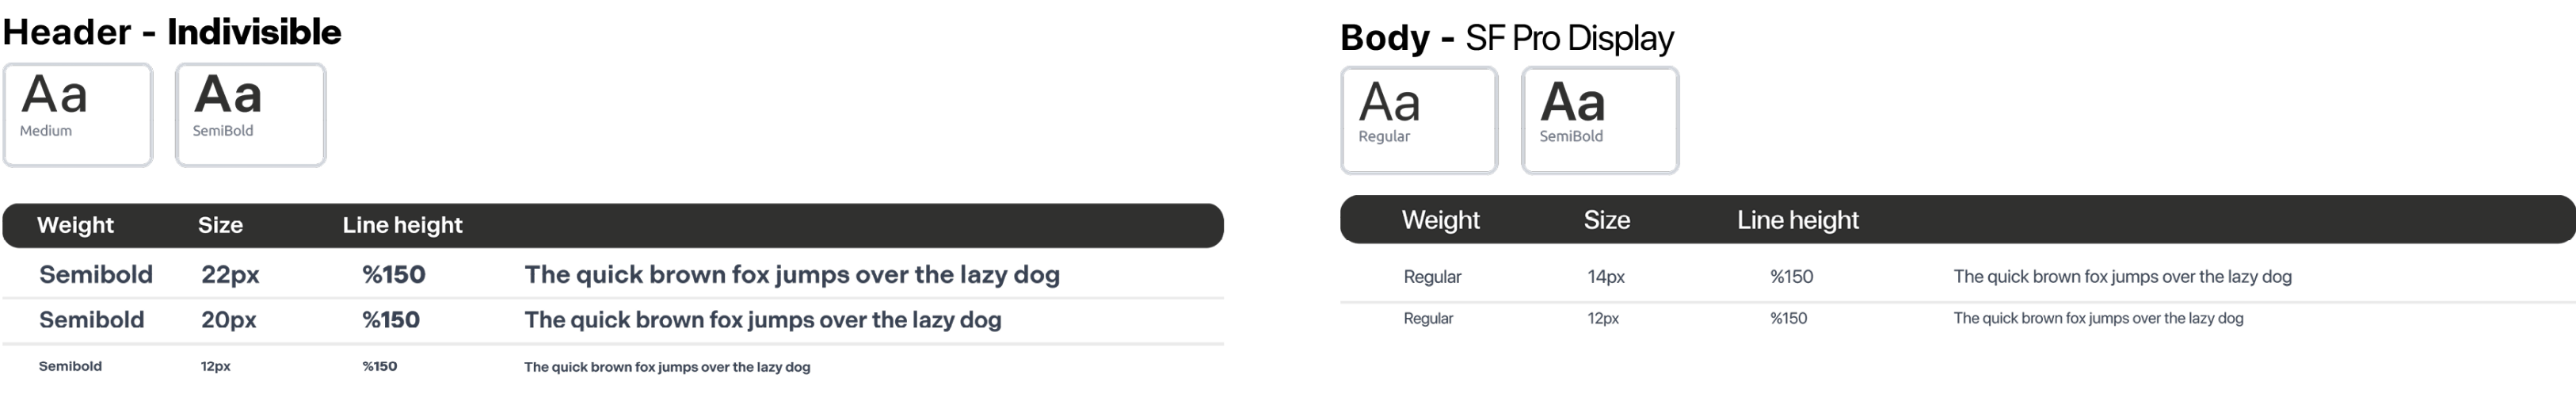 Header - Indivisible
Aa
Medium
Aa
SemiBold
Weight Size Line height
Semibold 22px %150 The quick brown fox jumps over the lazy dog
Semibold 20px %150 The quick brown fox jumps over the lazy dog
Semibold 12px %150 The quick brown fox jumps over the lazy dog
Body - SF Pro Display
Aa
Regular
Aa
SemiBold
Weight Size Line height
Regular 14px %150 The quick brown fox jumps over the lazy dog
Regular 12px %150 The quick brown fox jumps over the lazy dog